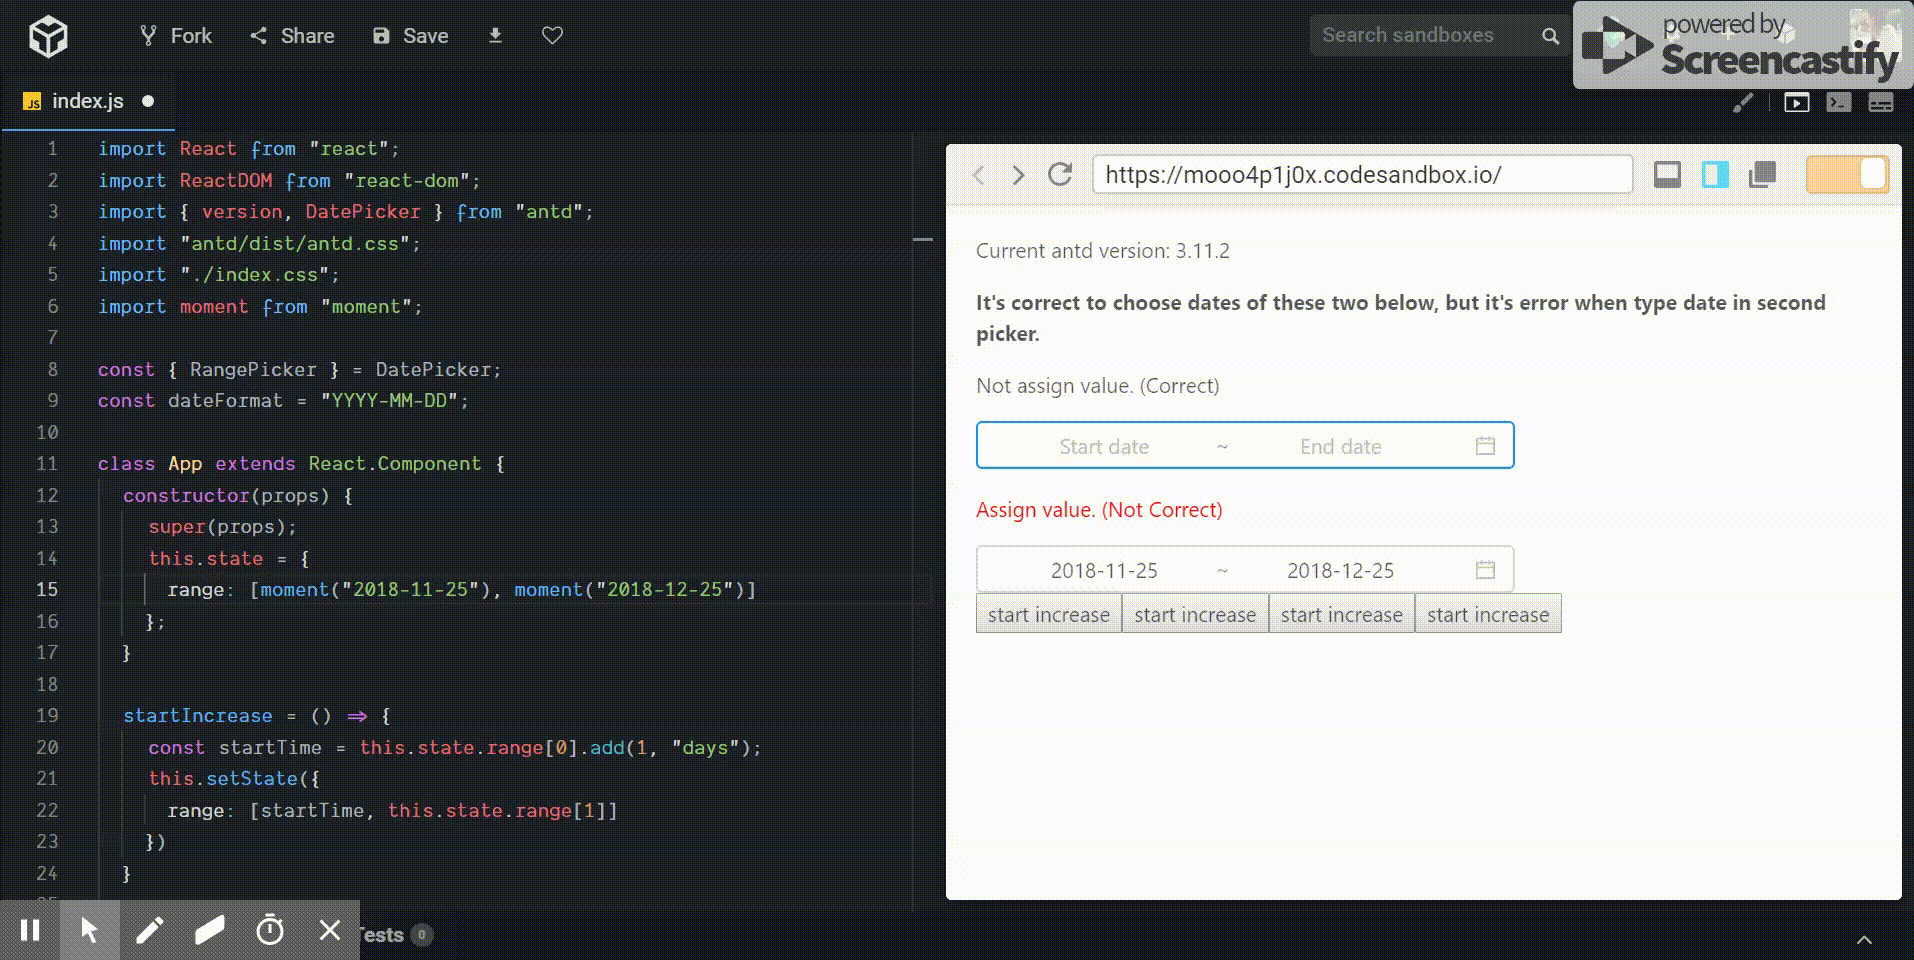 Fork Share Save
Search sandboxes
powered by
Screencastify
JS index.js
1 import React from "react";
2 import ReactDOM from "react-dom";
3 import { version, DatePicker } from "antd";
4 import "antd/dist/antd.css";
5 import "./index.css";
6 import moment from "moment";
7
8 const { RangePicker } = DatePicker;
9 const dateFormat = "YYYY-MM-DD";
10
11 class App extends React.Component {
12 constructor(props) {
13 super(props);
14 this.state = {
15 range: [moment("2018-11-25"), moment("2018-12-25")]
16 };
17 }
18
19 startIncrease = () => {
20 const startTime = this.state.range[0].add(1, "days");
21 this.setState({
22 range: [startTime, this.state.range[1]]
23 })
24 }
https://mooo4p1j0x.codesandbox.io/
Current antd version: 3.11.2
It's correct to choose dates of these two below, but it's error when type date in second
picker.
Not assign value. (Correct)
Start date ~ End date
Assign value. (Not Correct)
2018-11-25 ~ 2018-12-25
start increase start increase start increase start increase
Tests 0